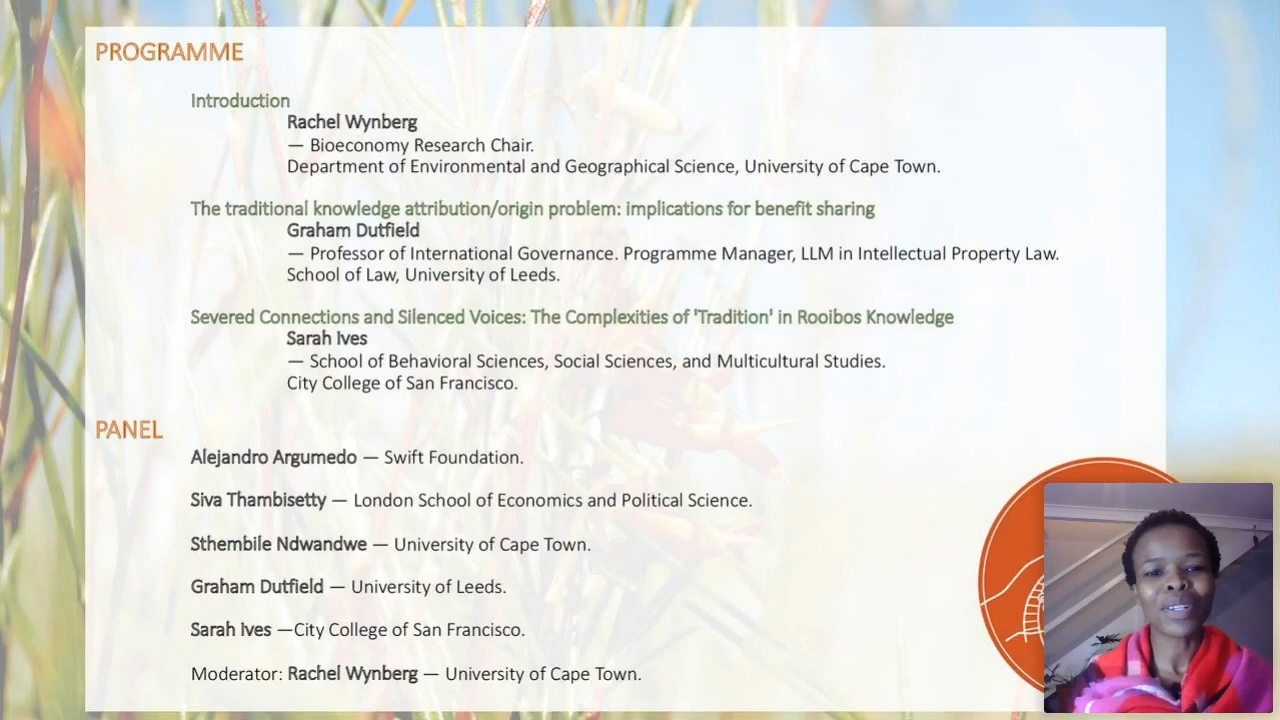 PROGRAMME
Introduction
Rachel Wynberg
— Bioeconomy Research Chair.
Department of Environmental and Geographical Science, University of Cape Town.
The traditional knowledge attribution/origin problem: implications for benefit sharing
Graham Dutfield
— Professor of International Governance. Programme Manager, LLM in Intellectual Property Law.
School of Law, University of Leeds.
Severed Connections and Silenced Voices: The Complexities of 'Tradition' in Rooibos Knowledge
Sarah Ives
— School of Behavioral Sciences, Social Sciences, and Multicultural Studies.
City College of San Francisco.
PANEL
Alejandro Argumedo — Swift Foundation.
Siva Thambisetty — London School of Economics and Political Science.
Sthembile Ndwandwe — University of Cape Town.
Graham Dutfield — University of Leeds.
Sarah Ives —City College of San Francisco.
Moderator: Rachel Wynberg — University of Cape Town.